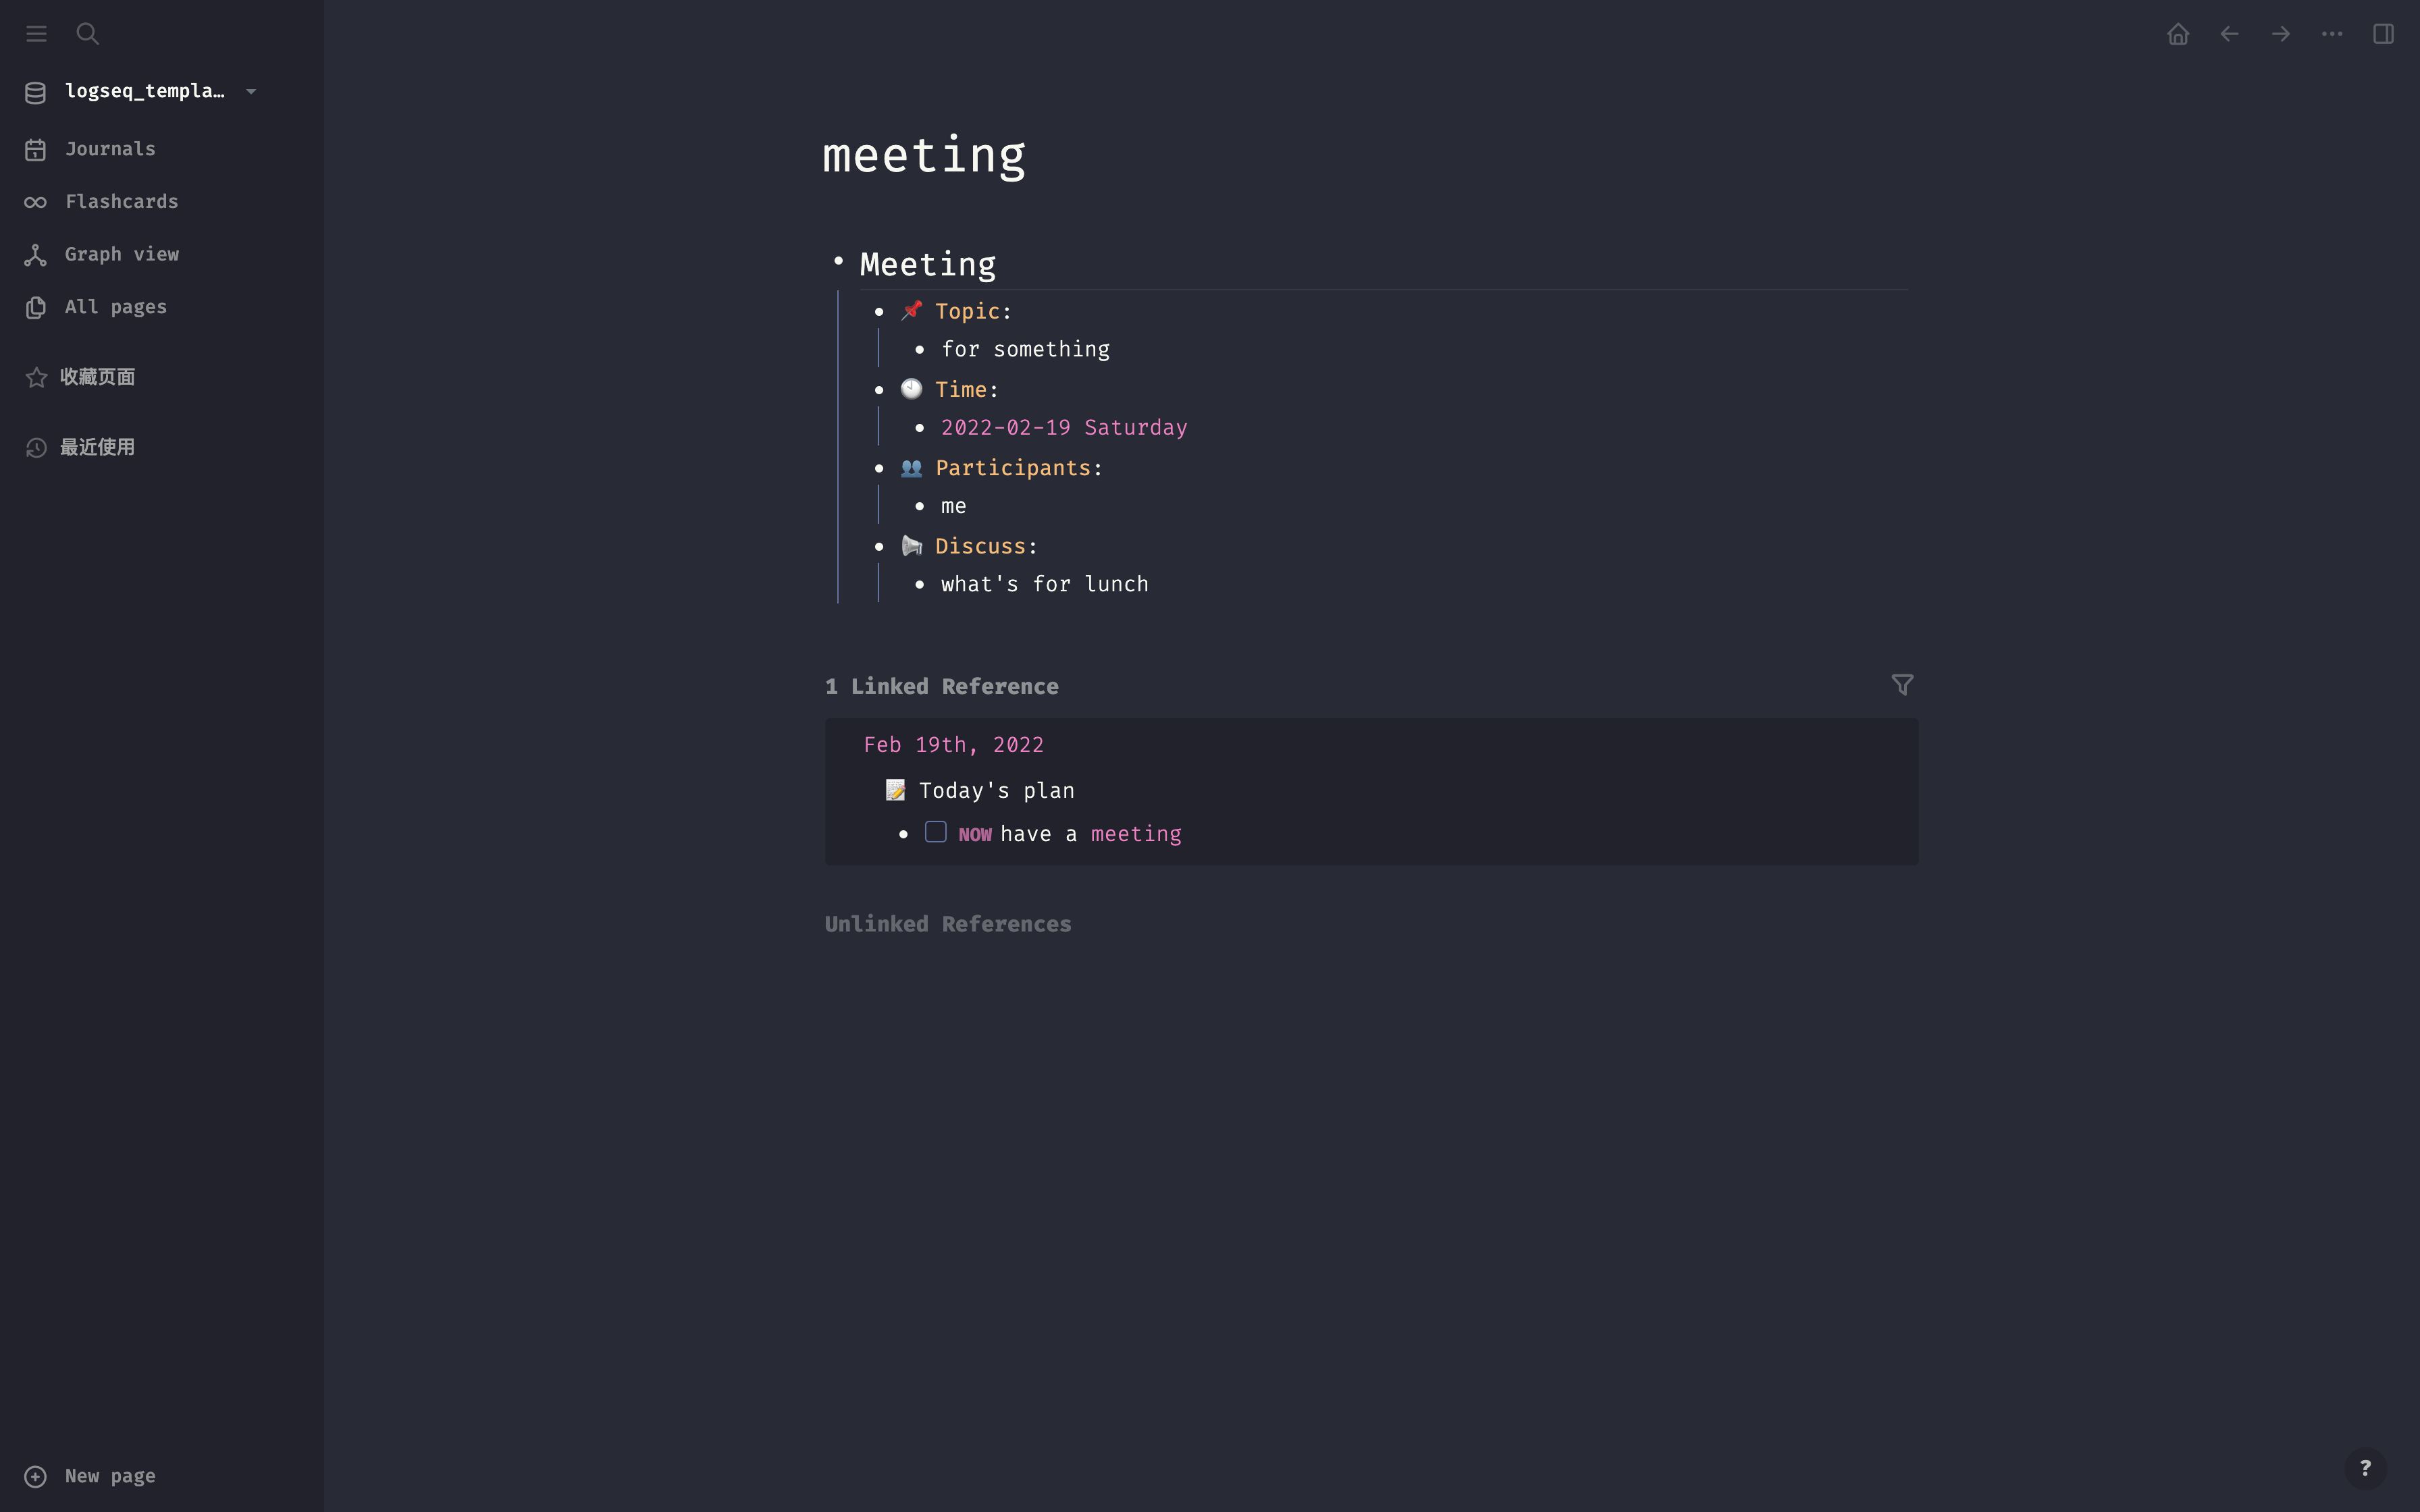 logseq_templa…
Journals
Flashcards
Graph view
All pages
收藏页面
最近使用
New page
meeting
Meeting
📌 Topic:
for something
🕙 Time:
2022-02-19 Saturday
👥 Participants:
me
📢 Discuss:
what's for lunch
1 Linked Reference
Feb 19th, 2022
📝 Today's plan
NOW have a meeting
Unlinked References
?